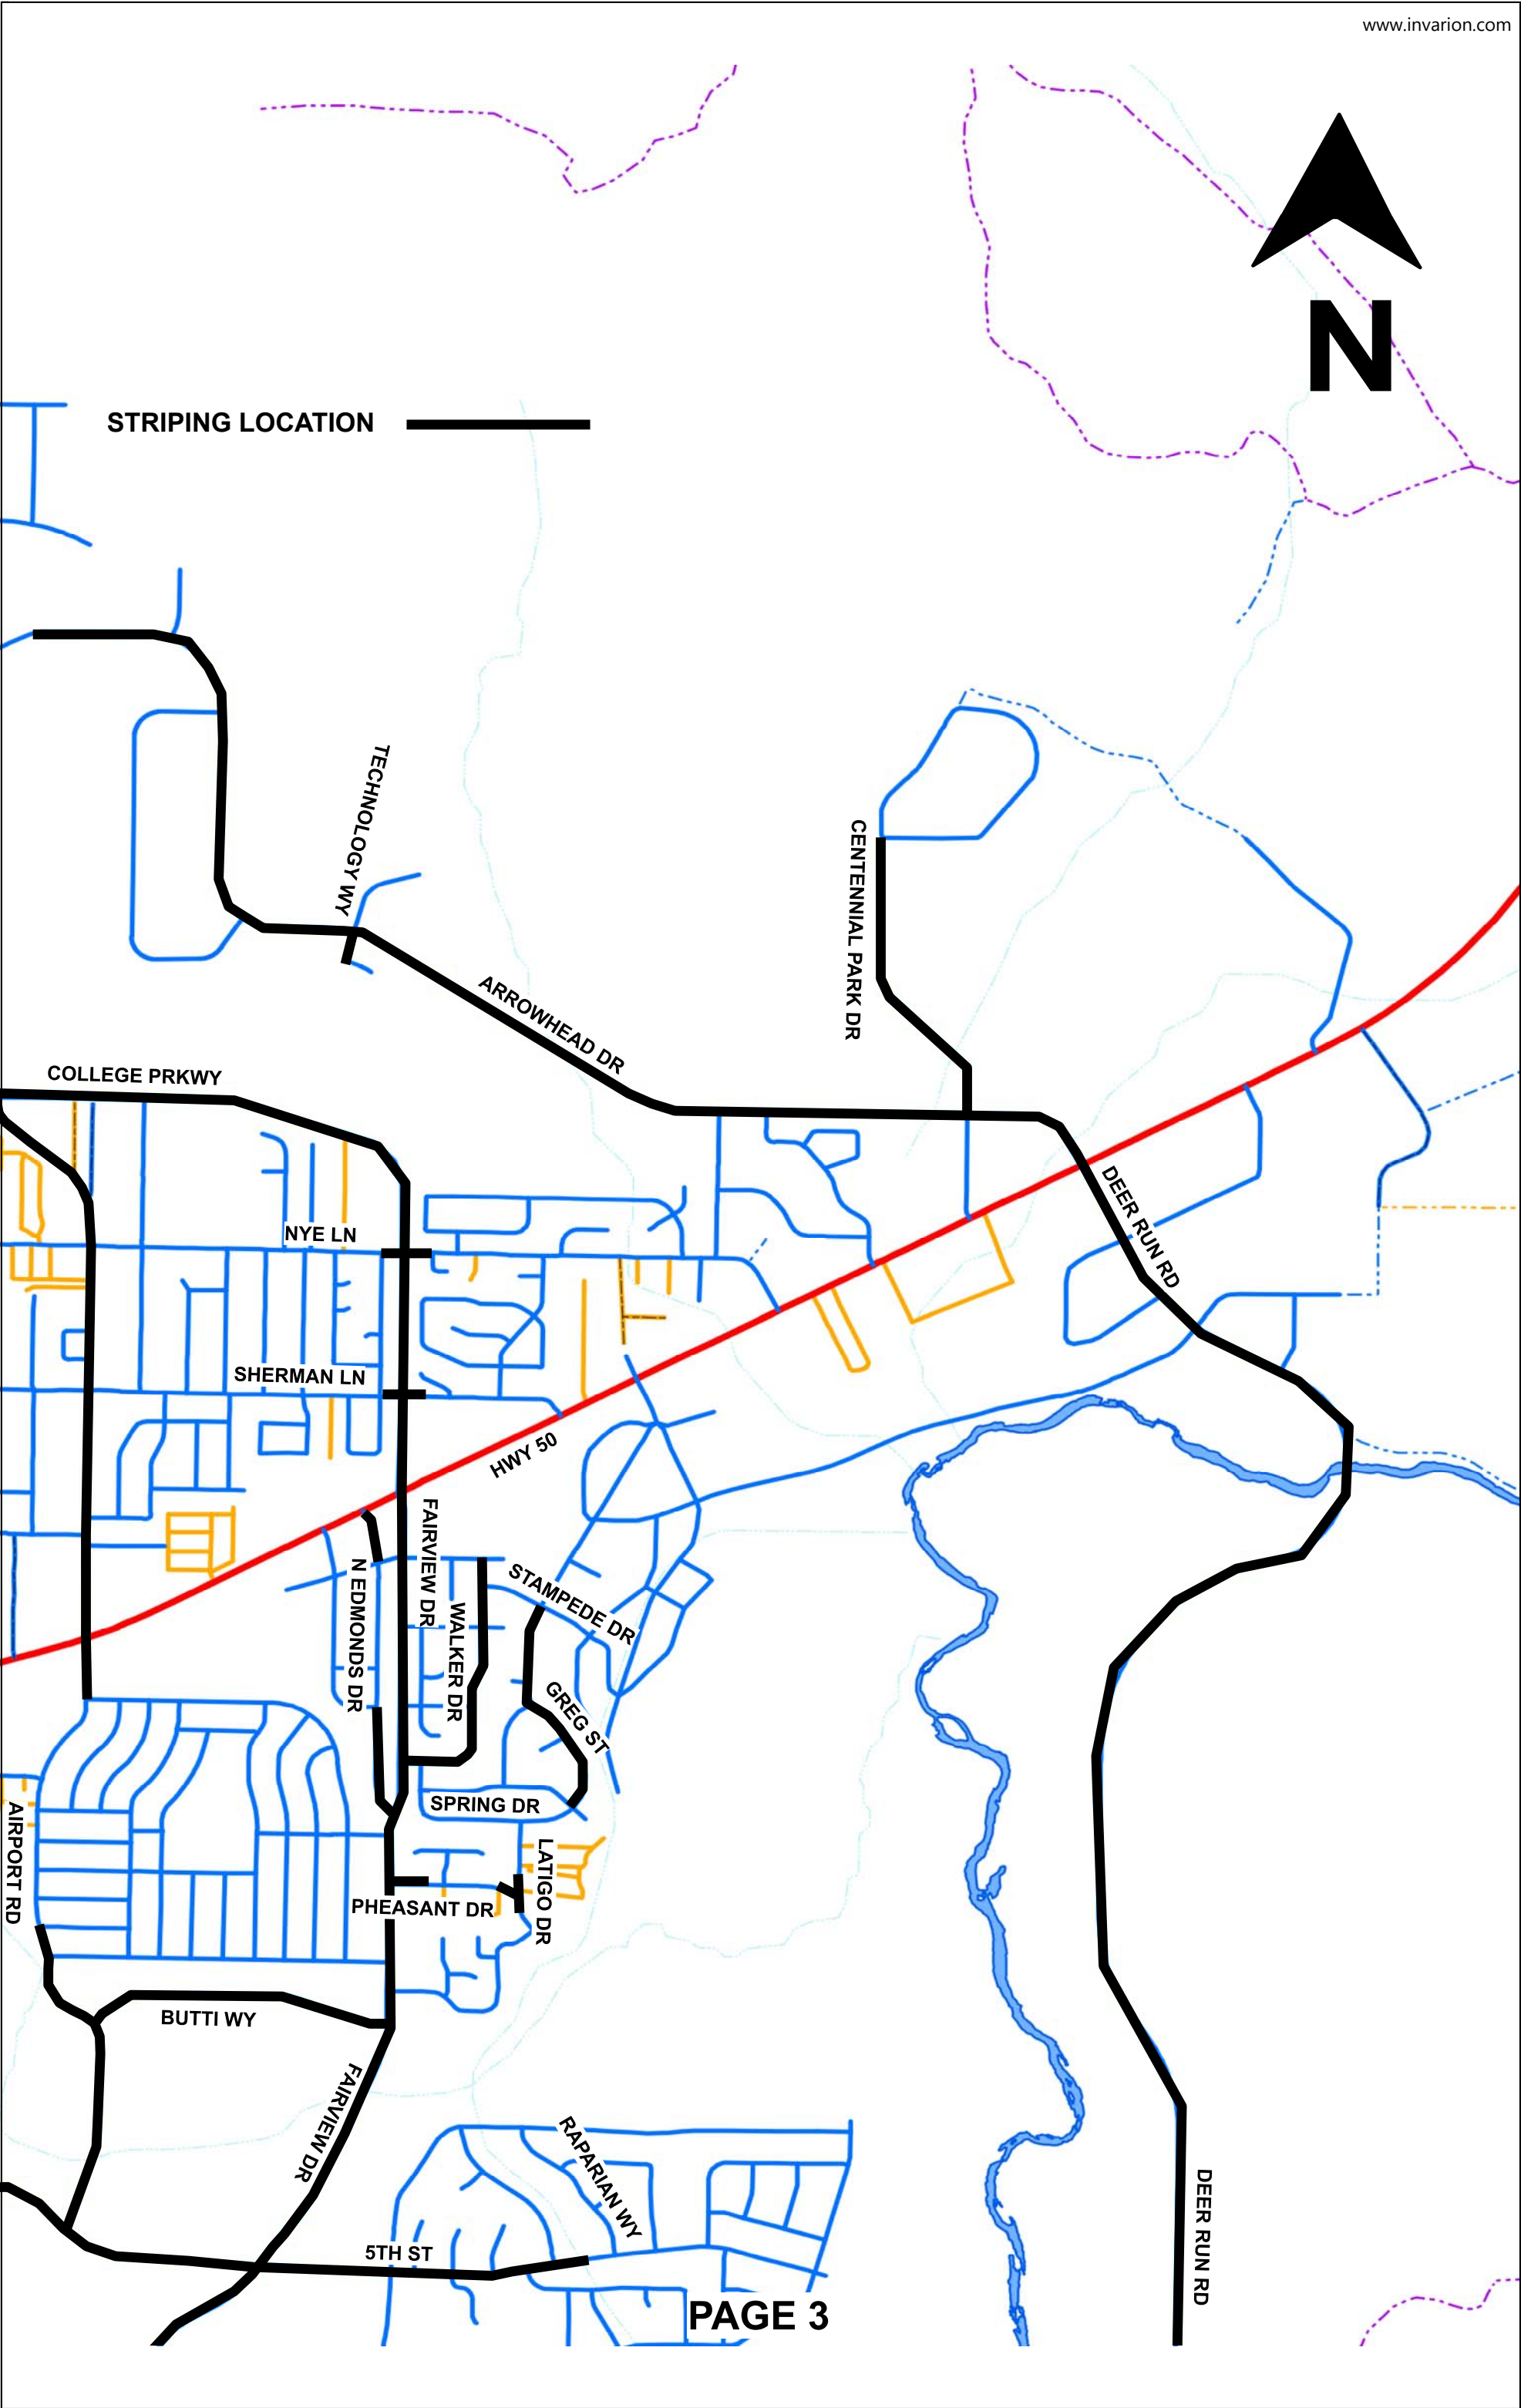 www.invarion.com
N
STRIPING LOCATION
TECHNOLOGY WY
CENTENNIAL PARK DR
ARROWHEAD DR
COLLEGE PRKWY
DEER RUN RD
NYE LN
SHERMAN LN
HWY 50
FAIRVIEW DR
N EDMONDS DR
STAMPEDE DR
WALKER DR
GREG ST
SPRING DR
AIRPORT RD
LATIGO DR
PHEASANT DR
BUTTI WY
FAIRVIEW DR
RAPARIAN WY
DEER RUN RD
5TH ST
PAGE 3